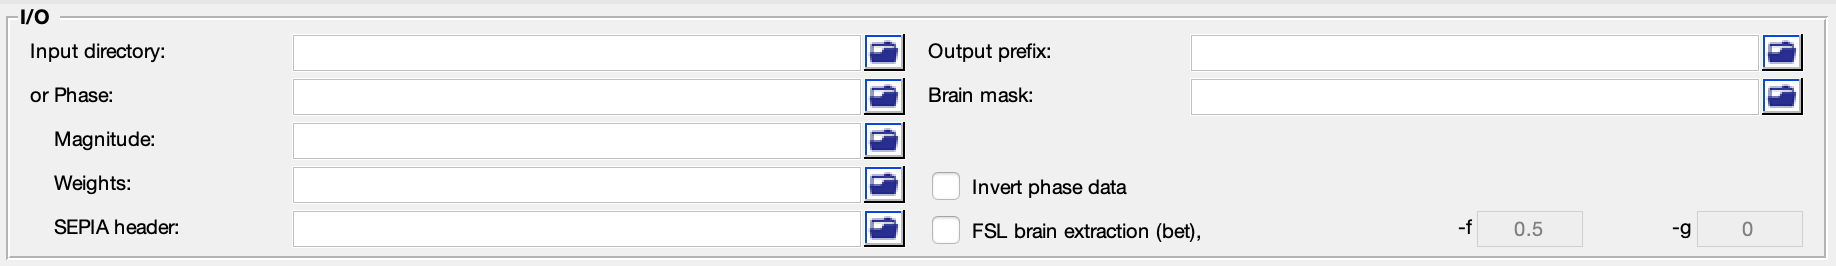 I/O
Input directory:
Output prefix:
or Phase:
Brain mask:
Magnitude:
Weights:
Invert phase data
SEPIA header:
FSL brain extraction (bet),
-f 0.5
-g 0